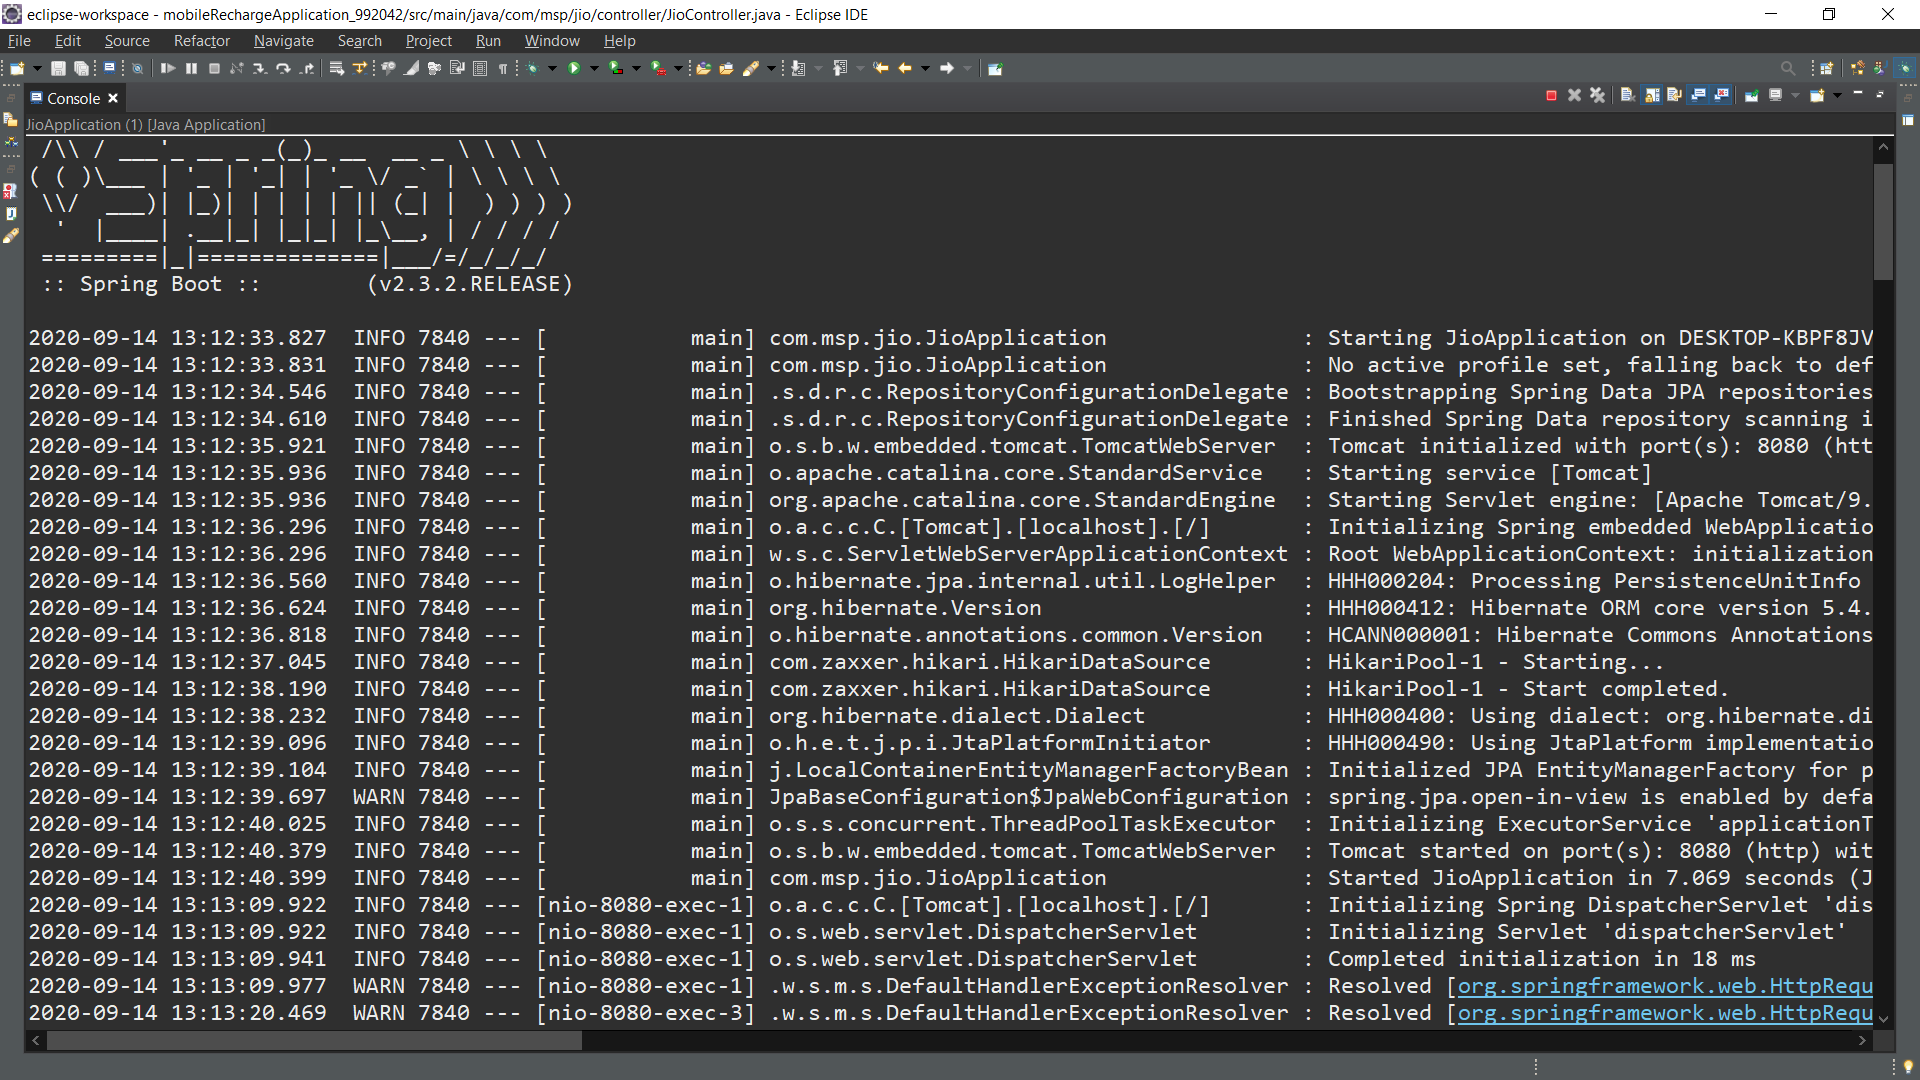 eclipse-workspace - mobileRechargeApplication_992042/src/main/java/com/msp/jio/controller/JioController.java - Eclipse IDE
File Edit Source Refactor Navigate Search Project Run Window Help
Console
JioApplication (1) [Java Application]
 /\\ / ___'_ __ _ _(_)_ __  __ _ \ \ \ \
( ( )\___ | '_ | '_| | '_ \/ _` | \ \ \ \
 \\/  ___)| |_)| | | | | || (_| |  ) ) ) )
  '  |____| .__|_| |_|_| |_\__, | / / / /
 =========|_|==============|___/=/_/_/_/
 :: Spring Boot ::        (v2.3.2.RELEASE)
2020-09-14 13:12:33.827  INFO 7840 --- [           main] com.msp.jio.JioApplication               : Starting JioApplication on DESKTOP-KBPF8JV
2020-09-14 13:12:33.831  INFO 7840 --- [           main] com.msp.jio.JioApplication               : No active profile set, falling back to def
2020-09-14 13:12:34.546  INFO 7840 --- [           main] .s.d.r.c.RepositoryConfigurationDelegate : Bootstrapping Spring Data JPA repositories
2020-09-14 13:12:34.610  INFO 7840 --- [           main] .s.d.r.c.RepositoryConfigurationDelegate : Finished Spring Data repository scanning i
2020-09-14 13:12:35.921  INFO 7840 --- [           main] o.s.b.w.embedded.tomcat.TomcatWebServer  : Tomcat initialized with port(s): 8080 (htt
2020-09-14 13:12:35.936  INFO 7840 --- [           main] o.apache.catalina.core.StandardService   : Starting service [Tomcat]
2020-09-14 13:12:35.936  INFO 7840 --- [           main] org.apache.catalina.core.StandardEngine  : Starting Servlet engine: [Apache Tomcat/9.
2020-09-14 13:12:36.296  INFO 7840 --- [           main] o.a.c.c.C.[Tomcat].[localhost].[/]       : Initializing Spring embedded WebApplicatio
2020-09-14 13:12:36.296  INFO 7840 --- [           main] w.s.c.ServletWebServerApplicationContext : Root WebApplicationContext: initialization
2020-09-14 13:12:36.560  INFO 7840 --- [           main] o.hibernate.jpa.internal.util.LogHelper  : HHH000204: Processing PersistenceUnitInfo
2020-09-14 13:12:36.624  INFO 7840 --- [           main] org.hibernate.Version                    : HHH000412: Hibernate ORM core version 5.4.
2020-09-14 13:12:36.818  INFO 7840 --- [           main] o.hibernate.annotations.common.Version   : HCANN000001: Hibernate Commons Annotations
2020-09-14 13:12:37.045  INFO 7840 --- [           main] com.zaxxer.hikari.HikariDataSource       : HikariPool-1 - Starting...
2020-09-14 13:12:38.190  INFO 7840 --- [           main] com.zaxxer.hikari.HikariDataSource       : HikariPool-1 - Start completed.
2020-09-14 13:12:38.232  INFO 7840 --- [           main] org.hibernate.dialect.Dialect            : HHH000400: Using dialect: org.hibernate.di
2020-09-14 13:12:39.096  INFO 7840 --- [           main] o.h.e.t.j.p.i.JtaPlatformInitiator       : HHH000490: Using JtaPlatform implementatio
2020-09-14 13:12:39.104  INFO 7840 --- [           main] j.LocalContainerEntityManagerFactoryBean : Initialized JPA EntityManagerFactory for p
2020-09-14 13:12:39.697  WARN 7840 --- [           main] JpaBaseConfiguration$JpaWebConfiguration : spring.jpa.open-in-view is enabled by defa
2020-09-14 13:12:40.025  INFO 7840 --- [           main] o.s.s.concurrent.ThreadPoolTaskExecutor  : Initializing ExecutorService 'applicationT
2020-09-14 13:12:40.379  INFO 7840 --- [           main] o.s.b.w.embedded.tomcat.TomcatWebServer  : Tomcat started on port(s): 8080 (http) wit
2020-09-14 13:12:40.399  INFO 7840 --- [           main] com.msp.jio.JioApplication               : Started JioApplication in 7.069 seconds (J
2020-09-14 13:13:09.922  INFO 7840 --- [nio-8080-exec-1] o.a.c.c.C.[Tomcat].[localhost].[/]       : Initializing Spring DispatcherServlet 'dis
2020-09-14 13:13:09.922  INFO 7840 --- [nio-8080-exec-1] o.s.web.servlet.DispatcherServlet        : Initializing Servlet 'dispatcherServlet'
2020-09-14 13:13:09.941  INFO 7840 --- [nio-8080-exec-1] o.s.web.servlet.DispatcherServlet        : Completed initialization in 18 ms
2020-09-14 13:13:09.977  WARN 7840 --- [nio-8080-exec-1] .w.s.m.s.DefaultHandlerExceptionResolver : Resolved [org.springframework.web.HttpRequ
2020-09-14 13:13:20.469  WARN 7840 --- [nio-8080-exec-3] .w.s.m.s.DefaultHandlerExceptionResolver : Resolved [org.springframework.web.HttpRequ